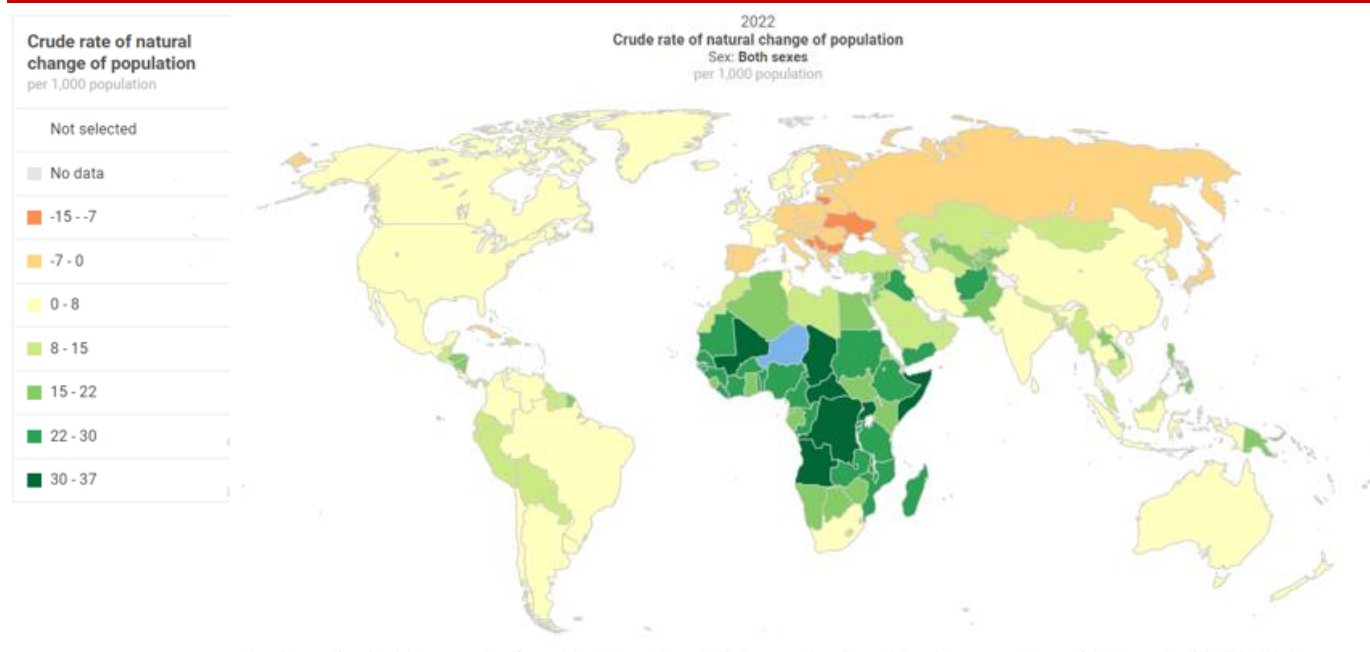 Crude rate of natural
change of population
per 1,000 population
Not selected
No data
-15 - -7
-7 - 0
0 - 8
8 - 15
15 - 22
22 - 30
30 - 37
2022
Crude rate of natural change of population
Sex: Both sexes
per 1,000 population